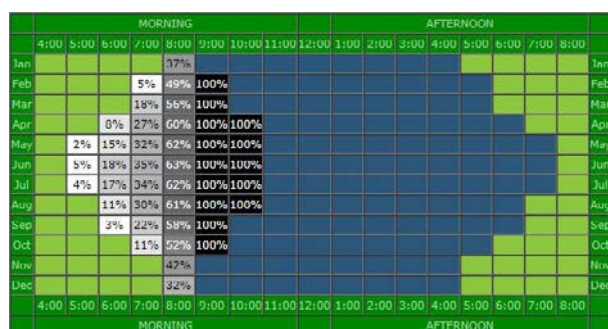 MORNING AFTERNOON
4:00 5:00 6:00 7:00 8:00 9:00 10:00 11:00 12:00 1:00 2:00 3:00 4:00 5:00 6:00 7:00 8:00
Jan 37% Jan
Feb 5% 49% 100% Feb
Mar 18% 56% 100% Mar
Apr 8% 27% 60% 100% 100% Apr
May 2% 15% 32% 62% 100% 100% May
Jun 5% 18% 35% 63% 100% 100% Jun
Jul 4% 17% 34% 62% 100% 100% Jul
Aug 11% 30% 61% 100% 100% Aug
Sep 3% 22% 58% 100% Sep
Oct 11% 52% 100% Oct
Nov 42% Nov
Dec 32% Dec
4:00 5:00 6:00 7:00 8:00 9:00 10:00 11:00 12:00 1:00 2:00 3:00 4:00 5:00 6:00 7:00 8:00
MORNING AFTERNOON